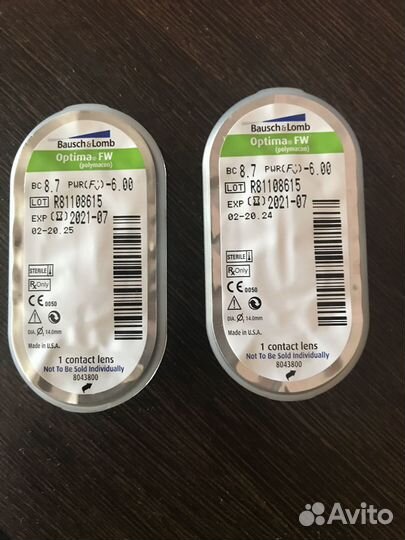 Bausch&Lomb
Optima® FW
(polymacon)
BC 8.7 PWR(F) -6.00
LOT R81108615
EXP 2021-07
02-20.25
STERILE
Rx Only
CE 0050
DIA. Ø, 14.0mm
Made in U.S.A.
1 contact lens
Not To Be Sold Individually
8043800
Bausch&Lomb
Optima® FW
(polymacon)
BC 8.7 PWR(F) -6.00
LOT R81108615
EXP 2021-07
02-20.24
STERILE
Rx Only
CE 0050
DIA. Ø, 14.0mm
Made in U.S.A.
1 contact lens
Not To Be Sold Individually
8043800
Avito